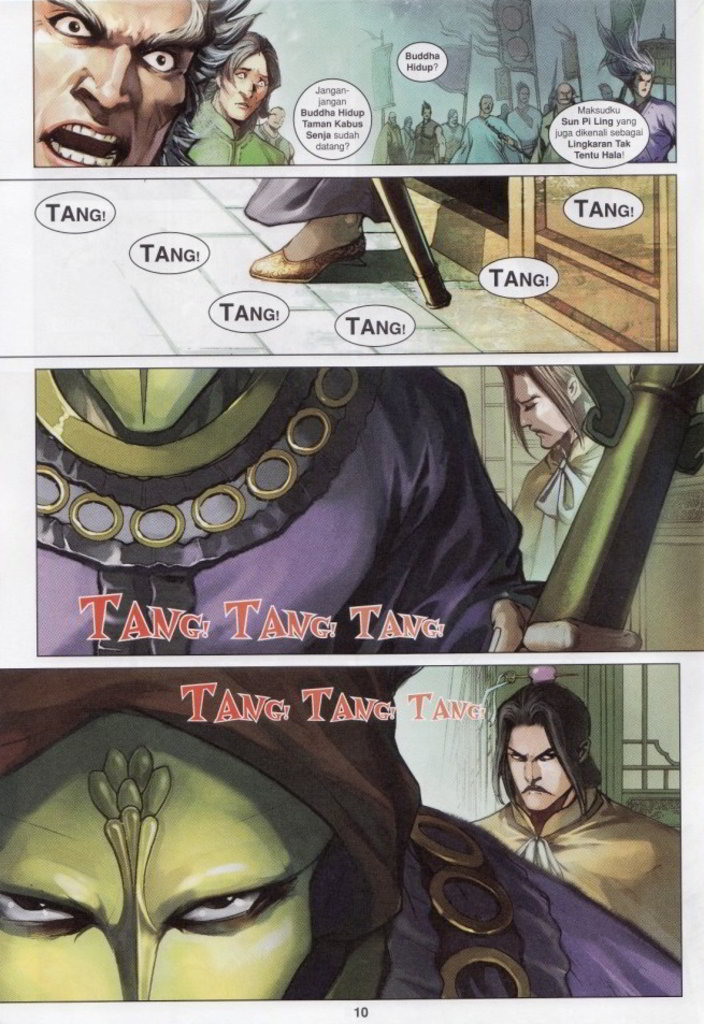 Jangan-
jangan
Buddha Hidup
Taman Kabus
Senja sudah
datang?
Buddha
Hidup?
Maksudku
Sun Pi Ling yang
juga dikenali sebagai
Lingkaran Tak
Tentu Hala!
TANG!
TANG!
TANG!
TANG!
TANG!
TANG!
TANG! TANG! TANG!
TANG! TANG! TANG!
10